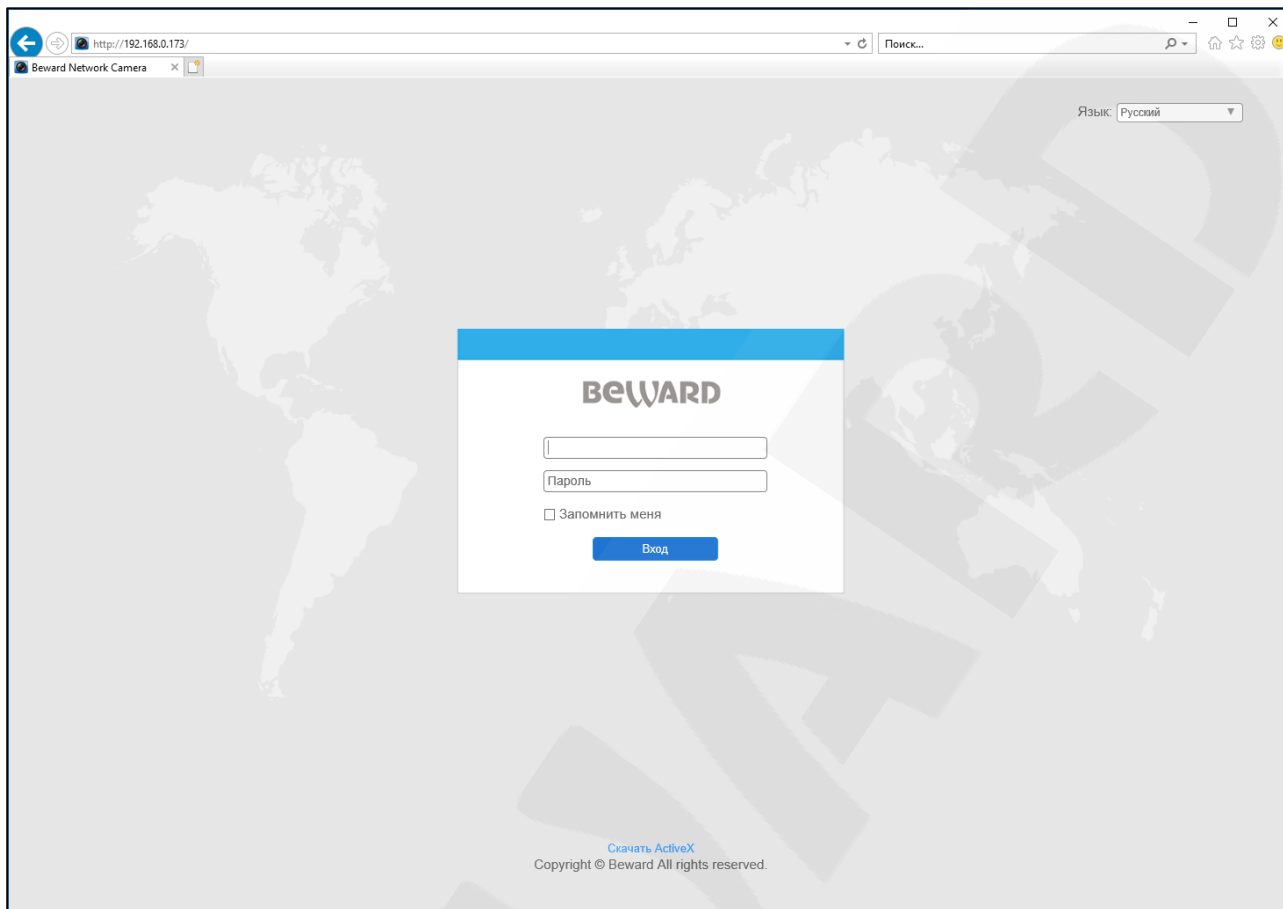 http://192.168.0.173/
Поиск...
Beward Network Camera
Язык: Русский
BEWARD
Пароль
Запомнить меня
Вход
Скачать ActiveX
Copyright © Beward All rights reserved.